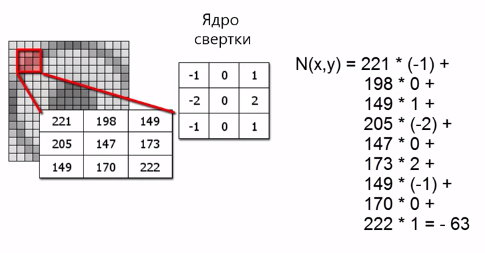 Ядро
свертки
-1 0 1
-2 0 2
-1 0 1
221 198 149
205 147 173
149 170 222
N(x,y) = 221 * (-1) +
198 * 0 +
149 * 1 +
205 * (-2) +
147 * 0 +
173 * 2 +
149 * (-1) +
170 * 0 +
222 * 1 = - 63